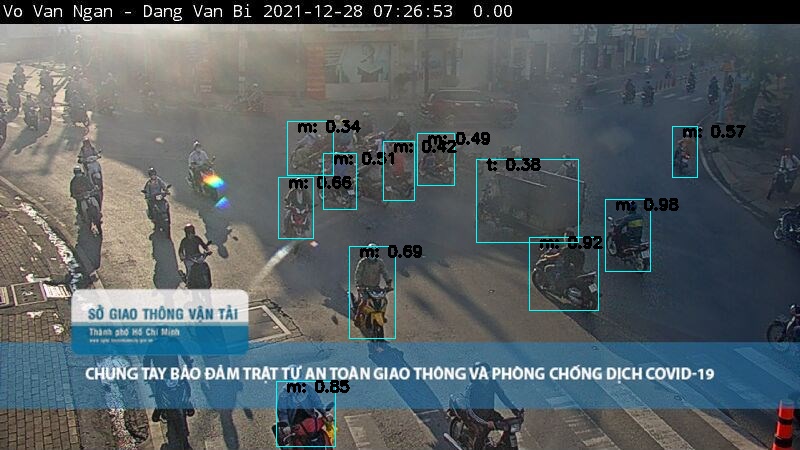 Vo Van Ngan - Dang Van Bi 2021-12-28 07:26:53 0.00
m: 0.34
m: 0.49
m: 0.42
m: 0.57
m: 0.51
t: 0.38
m: 0.66
m: 0.98
m: 0.92
m: 0.69
SỞ GIAO THÔNG VẬN TẢI
Thành phố Hồ Chí Minh
CHUNG TAY BẢO ĐẢM TRẬT TỰ AN TOÀN GIAO THÔNG VÀ PHÒNG CHỐNG DỊCH COVID-19
m: 0.85